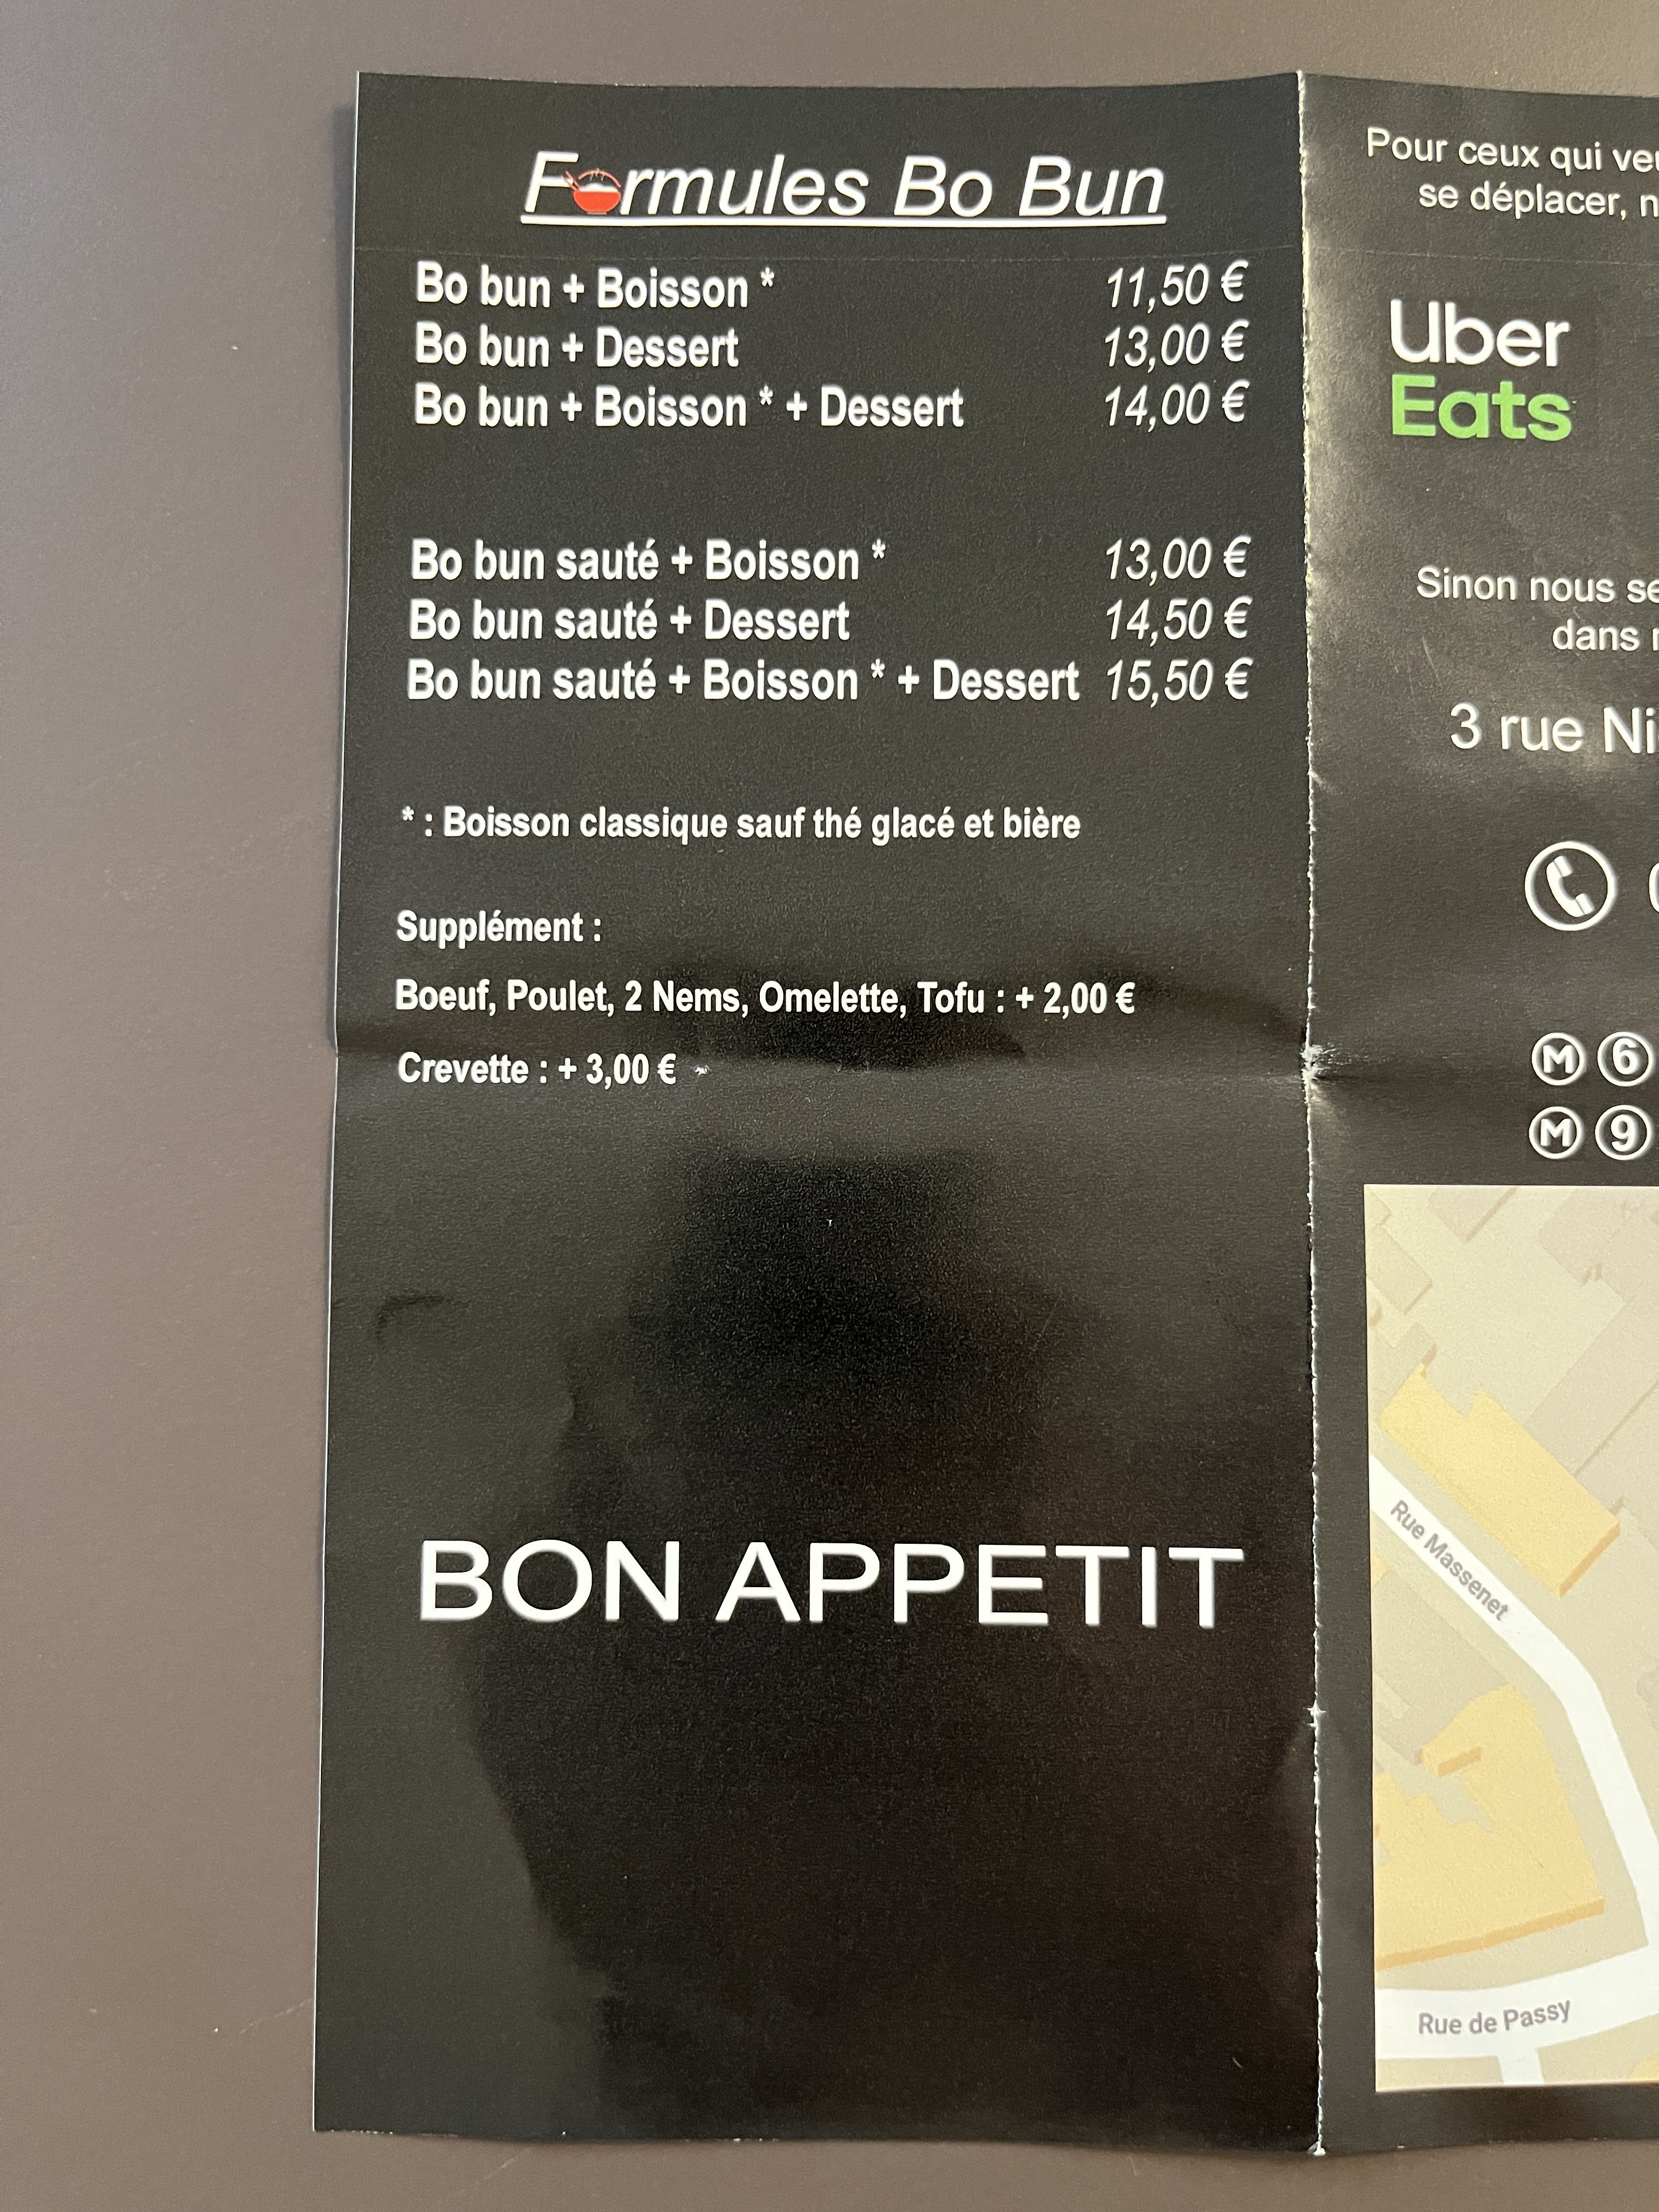 Formules Bo Bun
Bo bun + Boisson * 11,50 €
Bo bun + Dessert 13,00 €
Bo bun + Boisson * + Dessert 14,00 €
Bo bun sauté + Boisson * 13,00 €
Bo bun sauté + Dessert 14,50 €
Bo bun sauté + Boisson * + Dessert 15,50 €
* : Boisson classique sauf thé glacé et bière
Supplément :
Boeuf, Poulet, 2 Nems, Omelette, Tofu : + 2,00 €
Crevette : + 3,00 €
BON APPETIT
Pour ceux qui
se déplacer,
Uber
Eats
Sinon nous
dans
3 rue
M 6
M 9
Rue Massenet
Rue de Passy